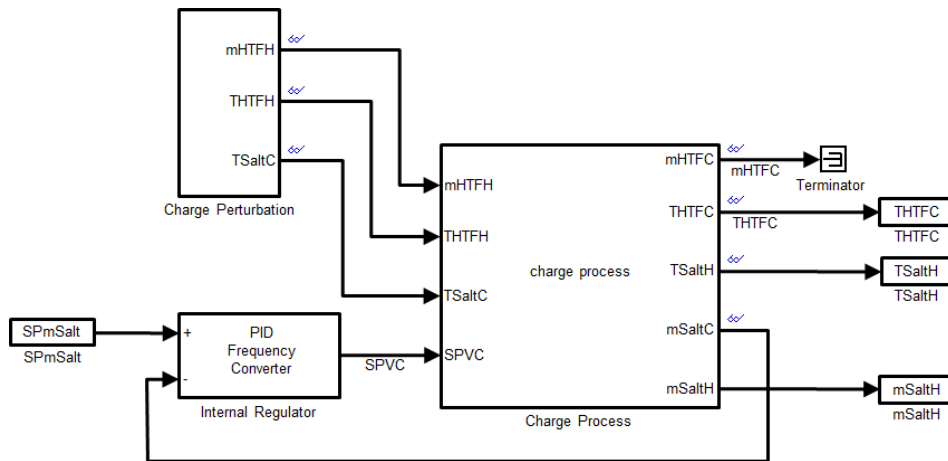 mHTFH
THTFH
TSaltC
Charge Perturbation
mHTFH
THTFH
TSaltC
SPVC
charge process
mHTFC
THTFC
TSaltH
mSaltC
mSaltH
Charge Process
mHTFC
Terminator
THTFC
THTFC
THTFC
TSaltH
TSaltH
mSaltH
mSaltH
SPmSalt
SPmSalt
+
-
PID
Frequency
Converter
Internal Regulator
SPVC